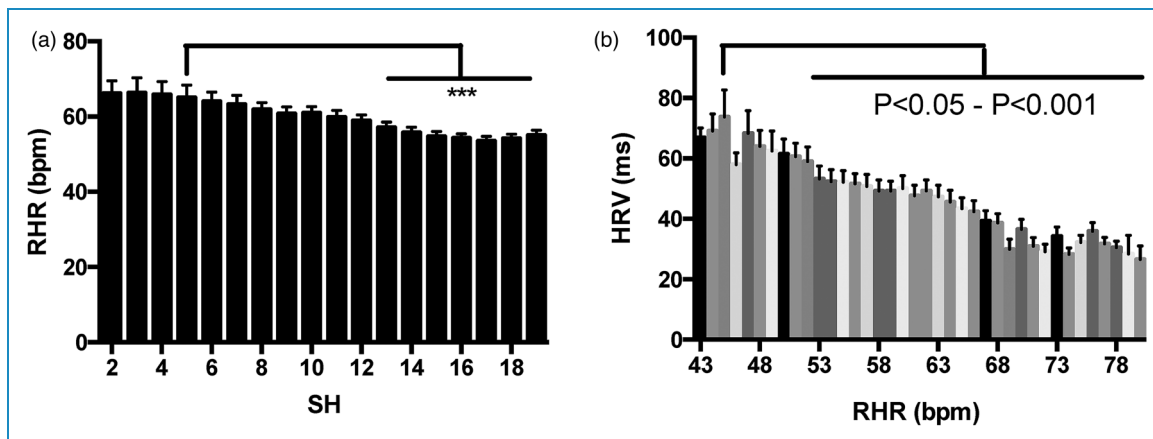 (a)
80
60
40
20
0
RHR (bpm)
***
2 4 6 8 10 12 14 16 18
SH
(b)
100
80
60
40
20
0
HRV (ms)
P<0.05 - P<0.001
43 48 53 58 63 68 73 78
RHR (bpm)